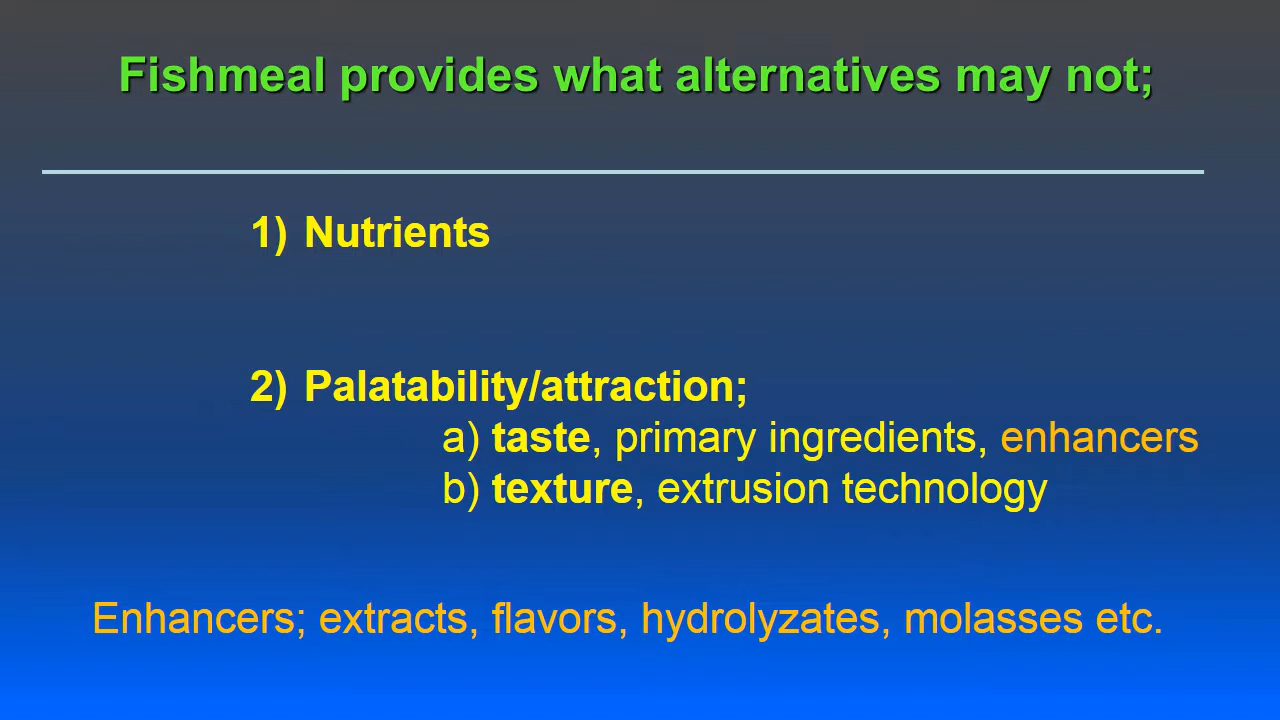 Fishmeal provides what alternatives may not;
1) Nutrients
2) Palatability/attraction;
a) taste, primary ingredients, enhancers
b) texture, extrusion technology
Enhancers; extracts, flavors, hydrolyzates, molasses etc.